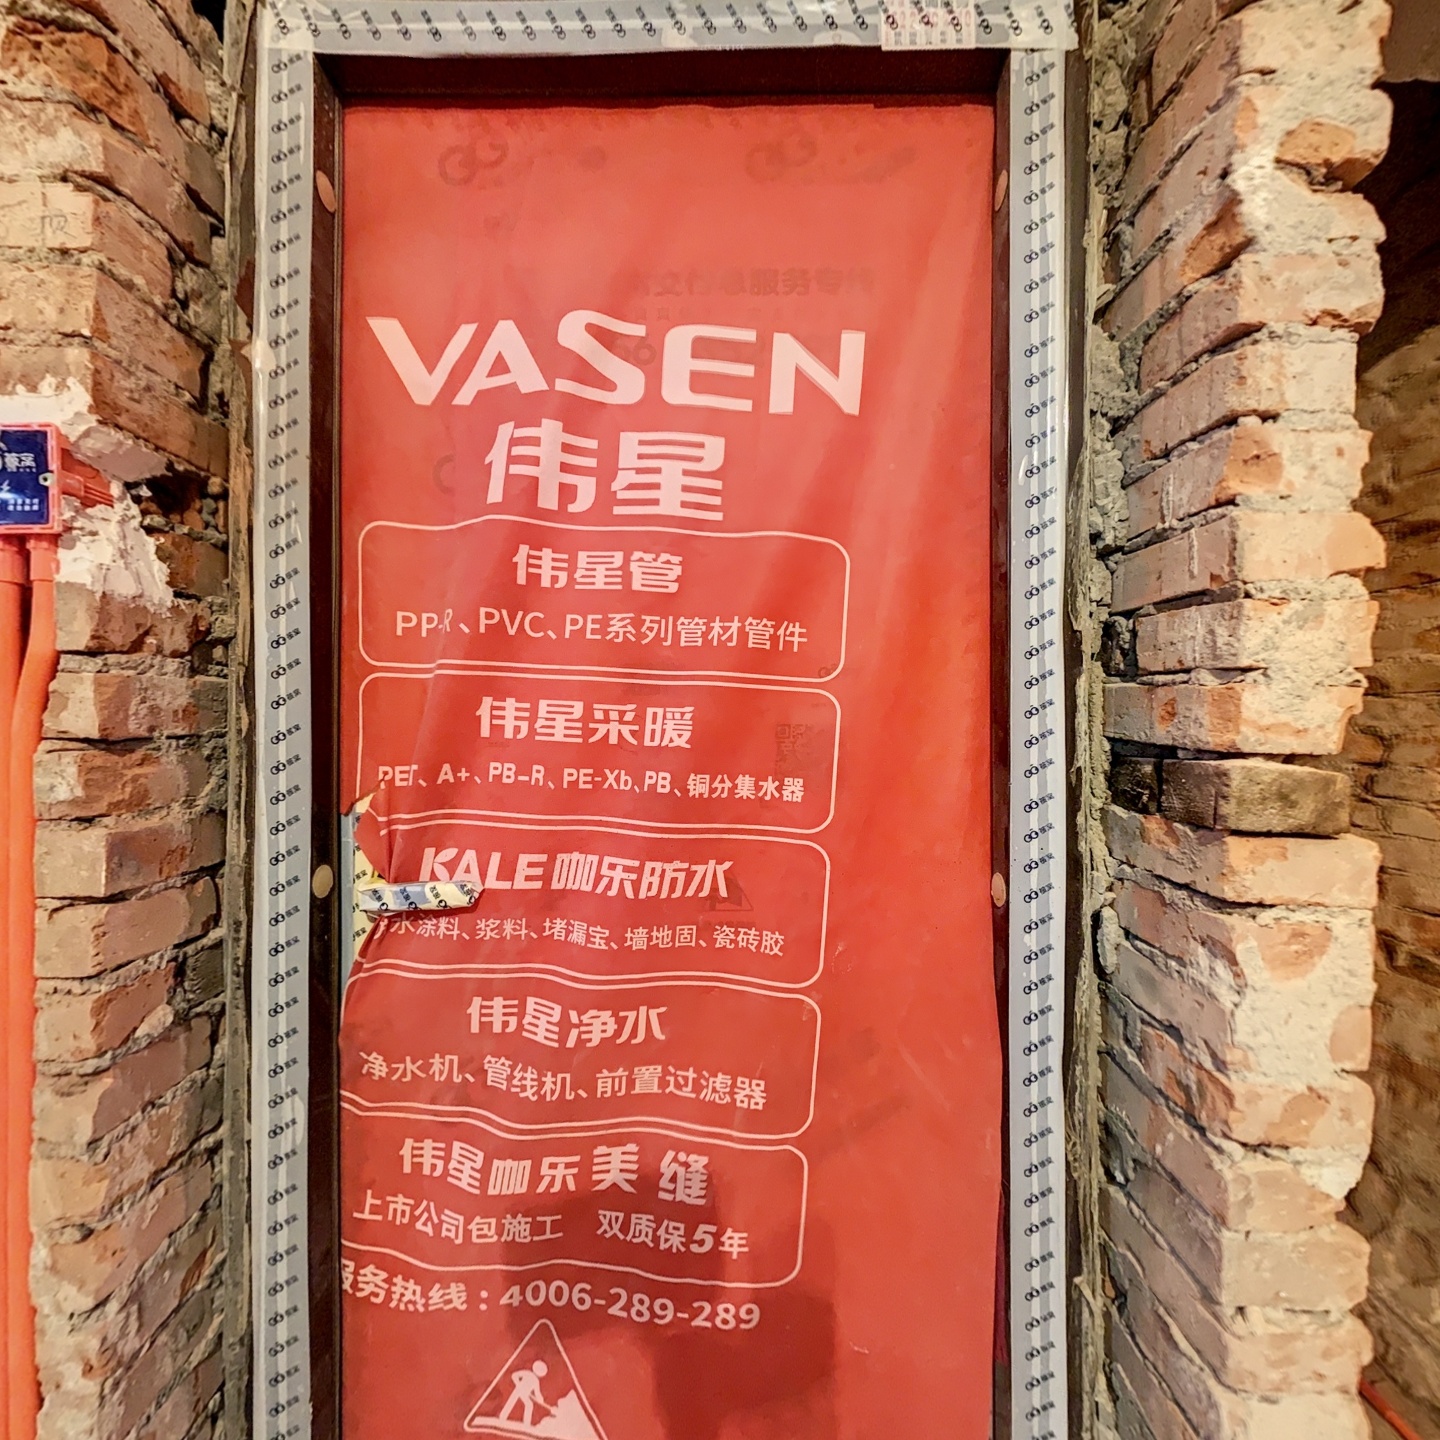 VASEN
伟星
伟星管
PP-R、PVC、PE系列管材管件
伟星采暖
PERT、A+、PB-R、PE-Xb、PB、铜分集水器
KALE 咖乐防水
水涂料、浆料、堵漏宝、墙地固、瓷砖胶
伟星净水
净水机、管线机、前置过滤器
伟星咖乐美缝
上市公司包施工 双质保5年
服务热线：4006-289-289